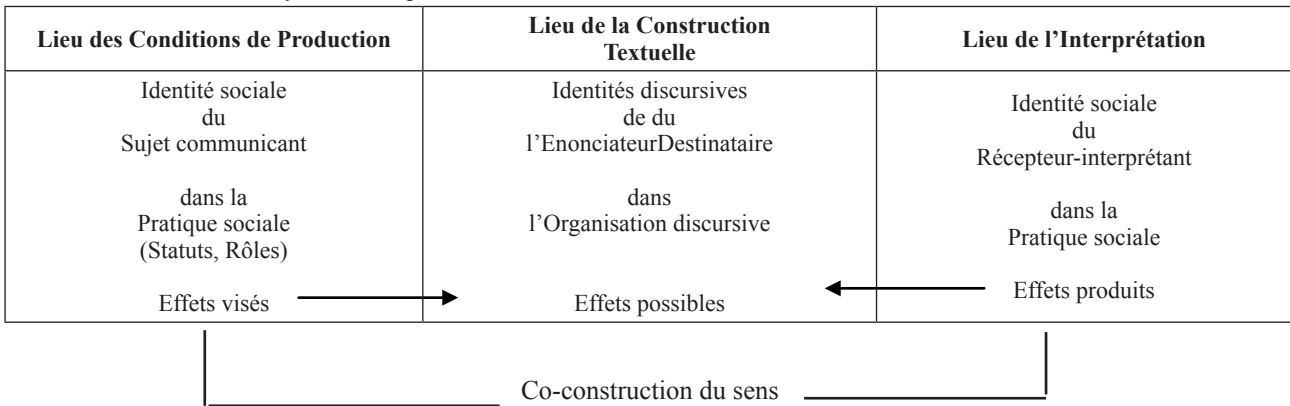 Lieu des Conditions de Production
Identité sociale
du
Sujet communicant
dans la
Pratique sociale
(Statuts, Rôles)
Effets visés
Lieu de la Construction
Textuelle
Identités discursives
de du
l’EnonciateurDestinataire
dans
l’Organisation discursive
Effets possibles
Lieu de l’Interprétation
Identité sociale
du
Récepteur-interprétant
dans la
Pratique sociale
Effets produits
Co-construction du sens